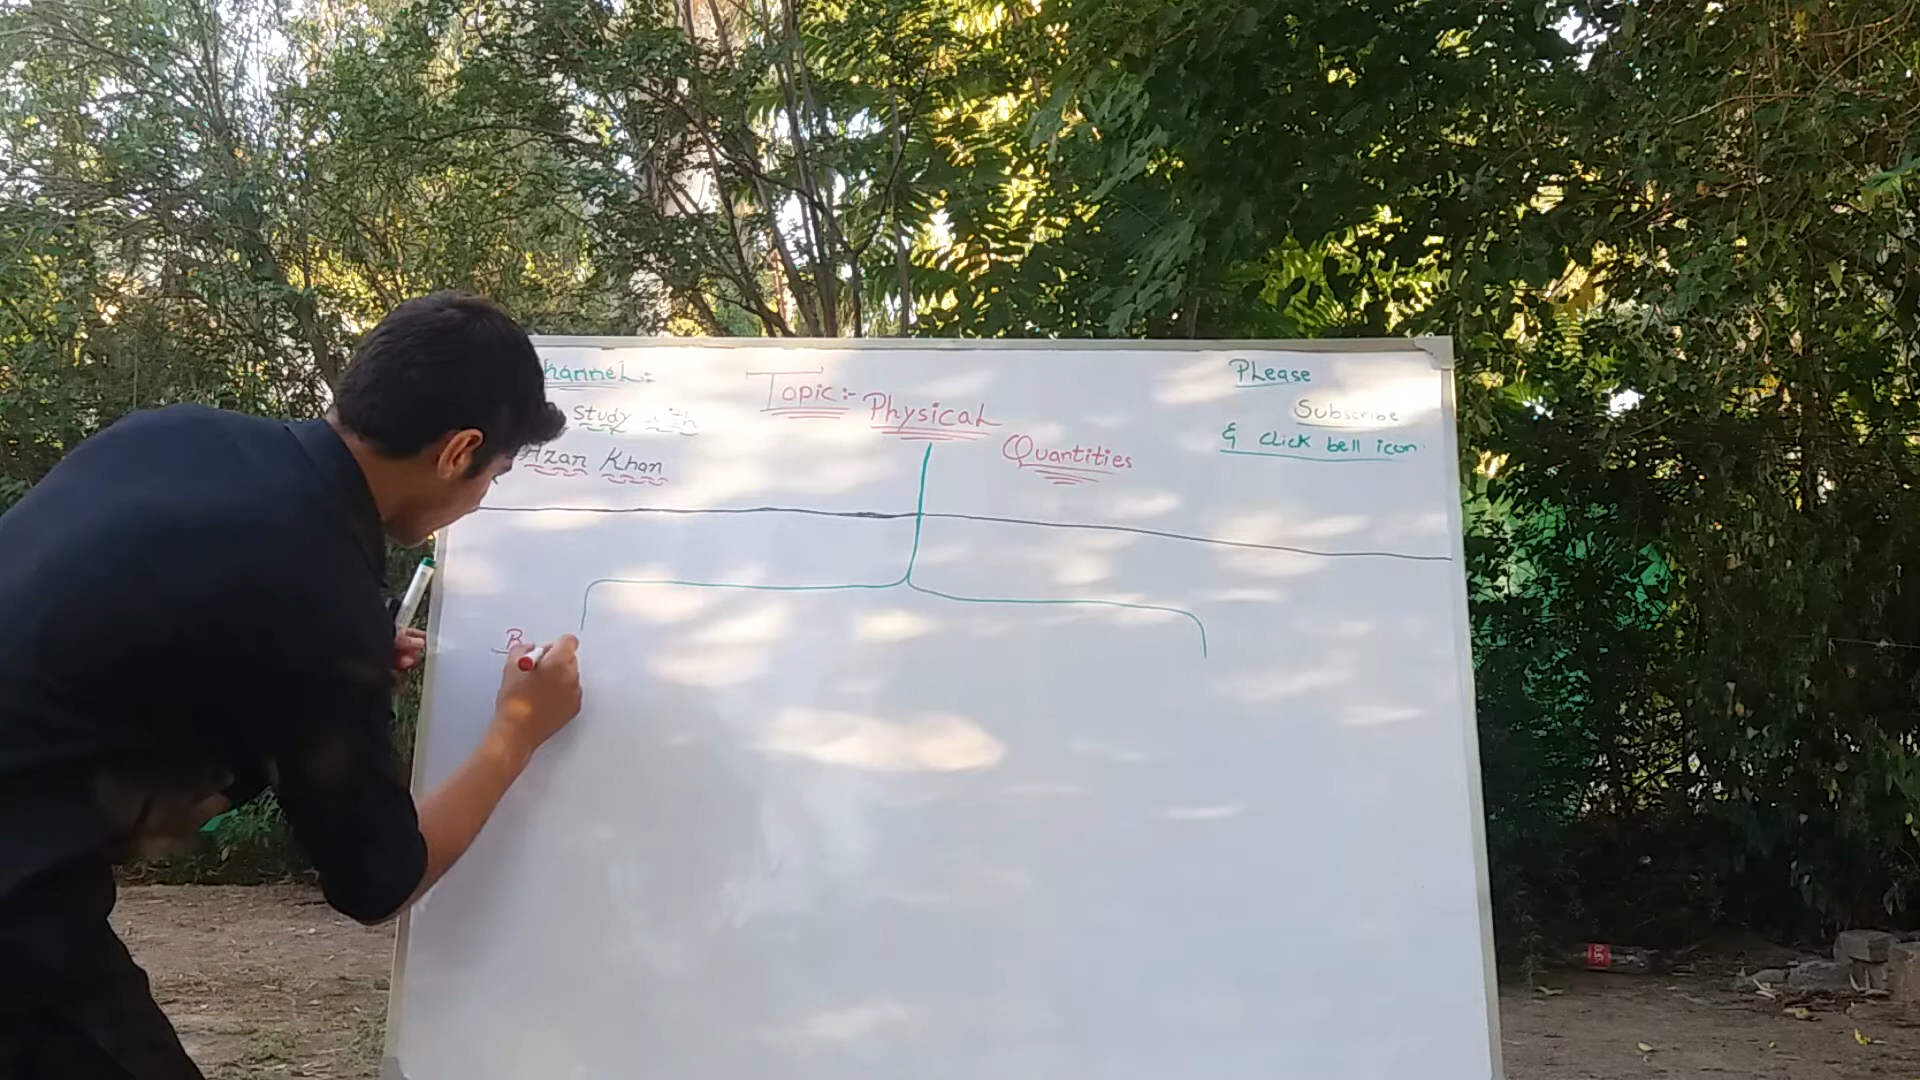 hannel:
Study with
Azan Khan
Topic:-
Physical
Quantities
Please
Subscribe
& click bell icon.
B